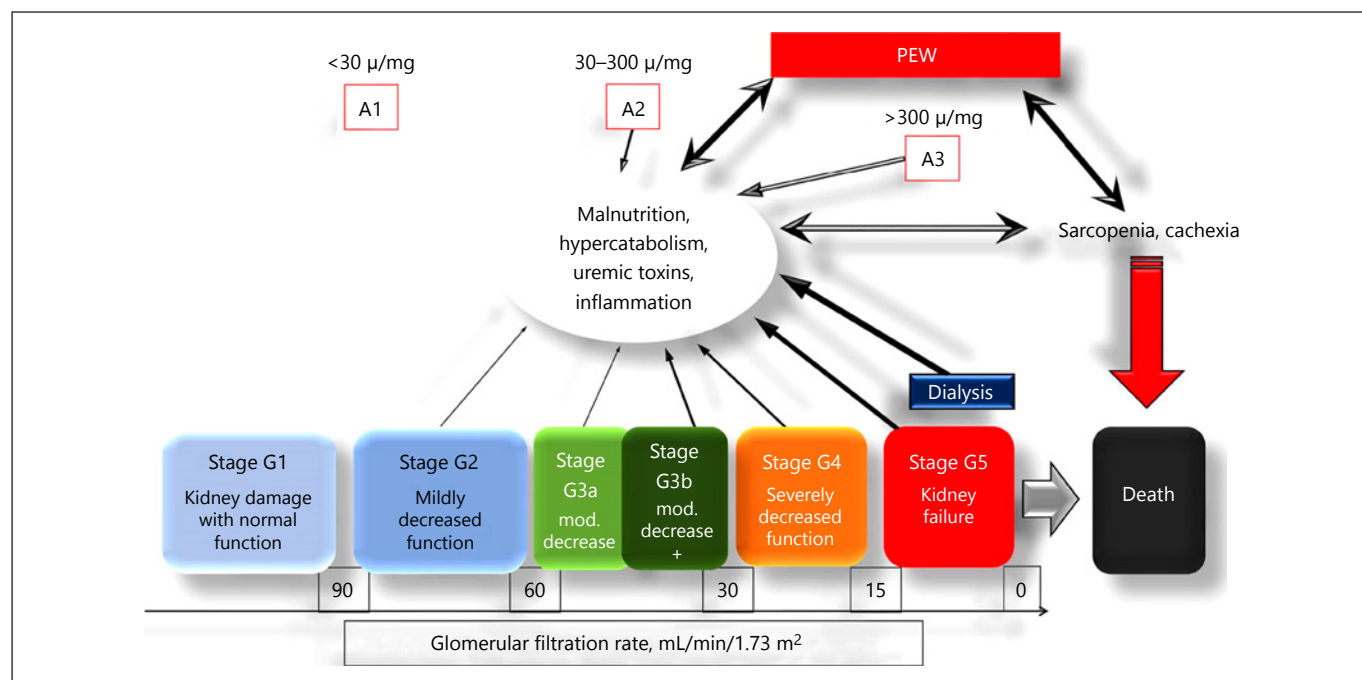 PEW
<30 µ/mg
A1
30–300 µ/mg
A2
>300 µ/mg
A3
Malnutrition,
hypercatabolism,
uremic toxins,
inflammation
Sarcopenia, cachexia
Dialysis
Stage G1
Kidney damage
with normal
function
Stage G2
Mildly
decreased
function
Stage
G3a
mod.
decrease
Stage
G3b
mod.
decrease
+
Stage G4
Severely
decreased
function
Stage G5
Kidney
failure
Death
90
60
30
15
0
Glomerular filtration rate, mL/min/1.73 m²